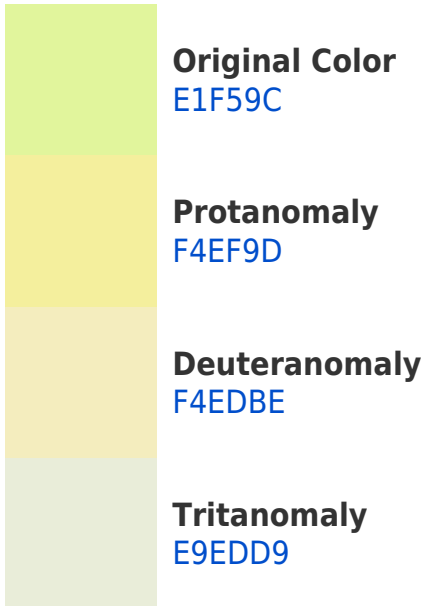 Original Color
E1F59C
Protanomaly
F4EF9D
Deuteranomaly
F4EDBE
Tritanomaly
E9EDD9